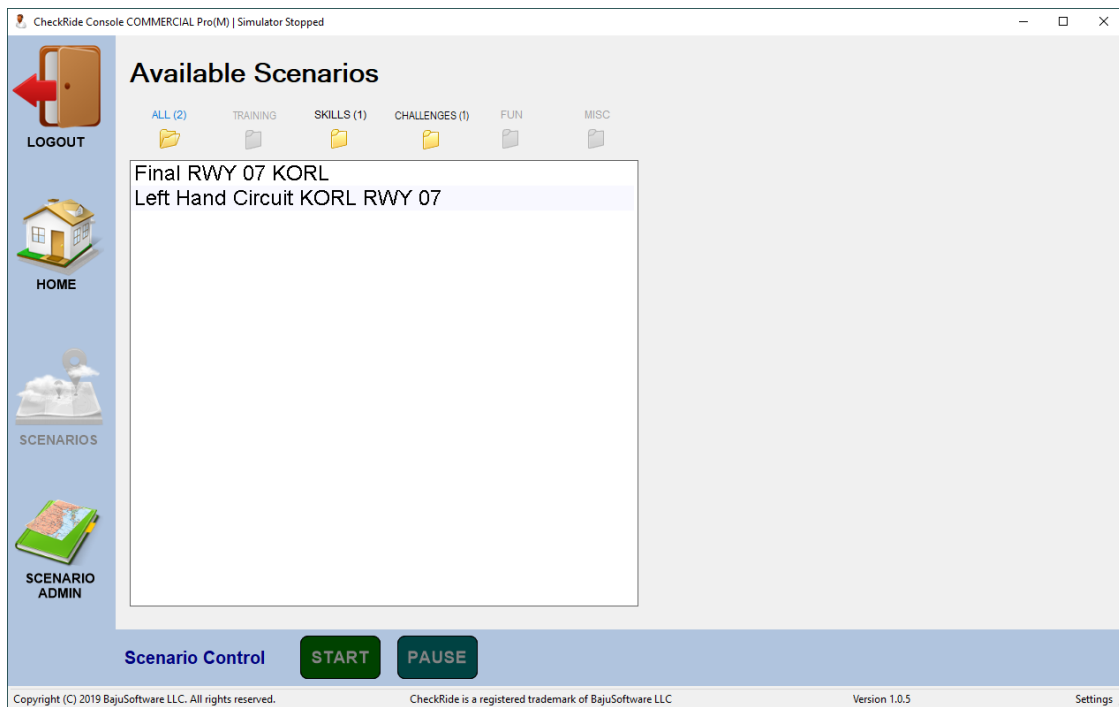 CheckRide Console COMMERCIAL Pro(M) | Simulator Stopped
LOGOUT
HOME
SCENARIOS
SCENARIO
ADMIN
Available Scenarios
ALL (2) TRAINING SKILLS (1) CHALLENGES (1) FUN MISC
Final RWY 07 KORL
Left Hand Circuit KORL RWY 07
Scenario Control START PAUSE
Copyright (C) 2019 BajuSoftware LLC. All rights reserved. CheckRide is a registered trademark of BajuSoftware LLC Version 1.0.5 Settings